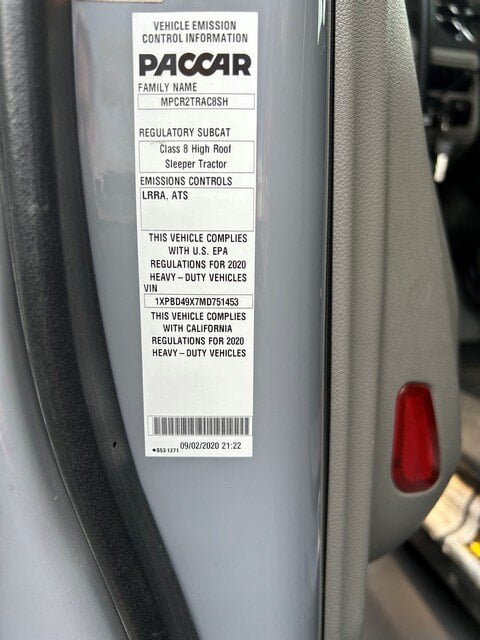 VEHICLE EMISSION
CONTROL INFORMATION
PACCAR
FAMILY NAME
MPCR2TRAC8SH
REGULATORY SUBCAT
Class 8 High Roof
Sleeper Tractor
EMISSIONS CONTROLS
LRRA, ATS
THIS VEHICLE COMPLIES
WITH U.S. EPA
REGULATIONS FOR 2020
HEAVY – DUTY VEHICLES
VIN
1XPBD49X7MD751453
THIS VEHICLE COMPLIES
WITH CALIFORNIA
REGULATIONS FOR 2020
HEAVY – DUTY VEHICLES
09/02/2020 21:22
★S53-1271